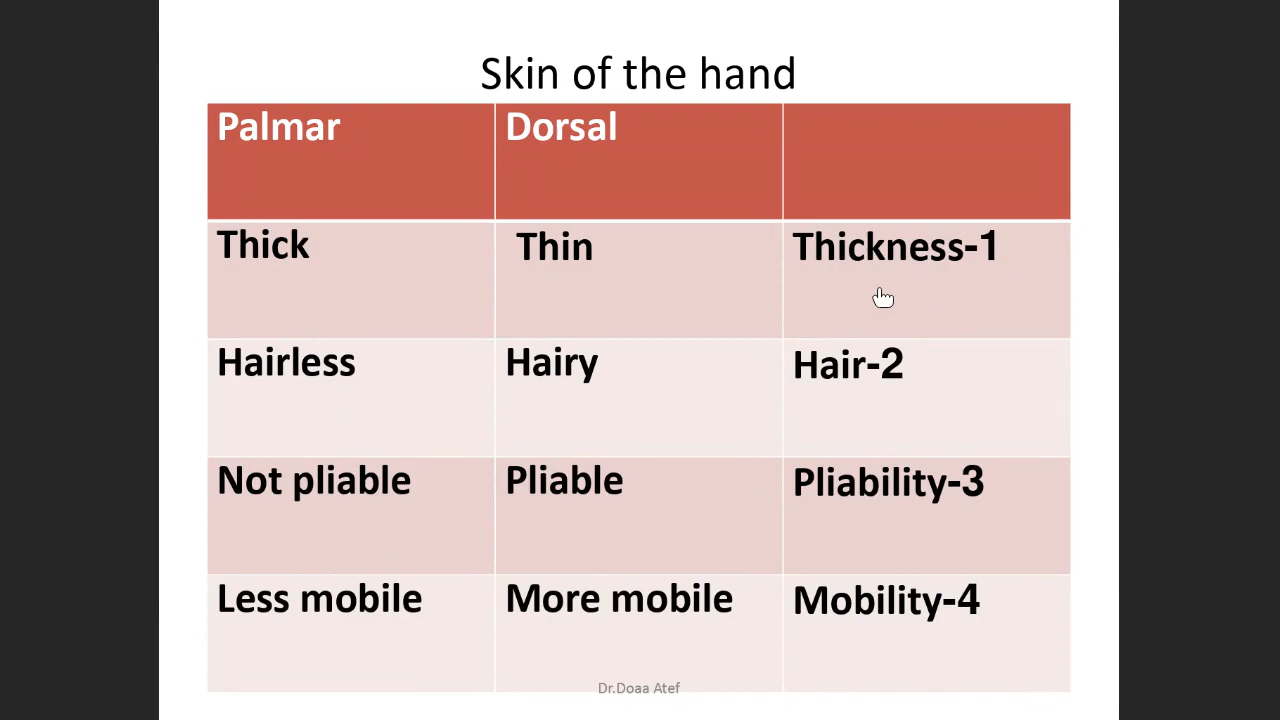 Skin of the hand
Palmar Dorsal
Thick Thin Thickness-1
Hairless Hairy Hair-2
Not pliable Pliable Pliability-3
Less mobile More mobile Mobility-4
Dr.Doaa Atef